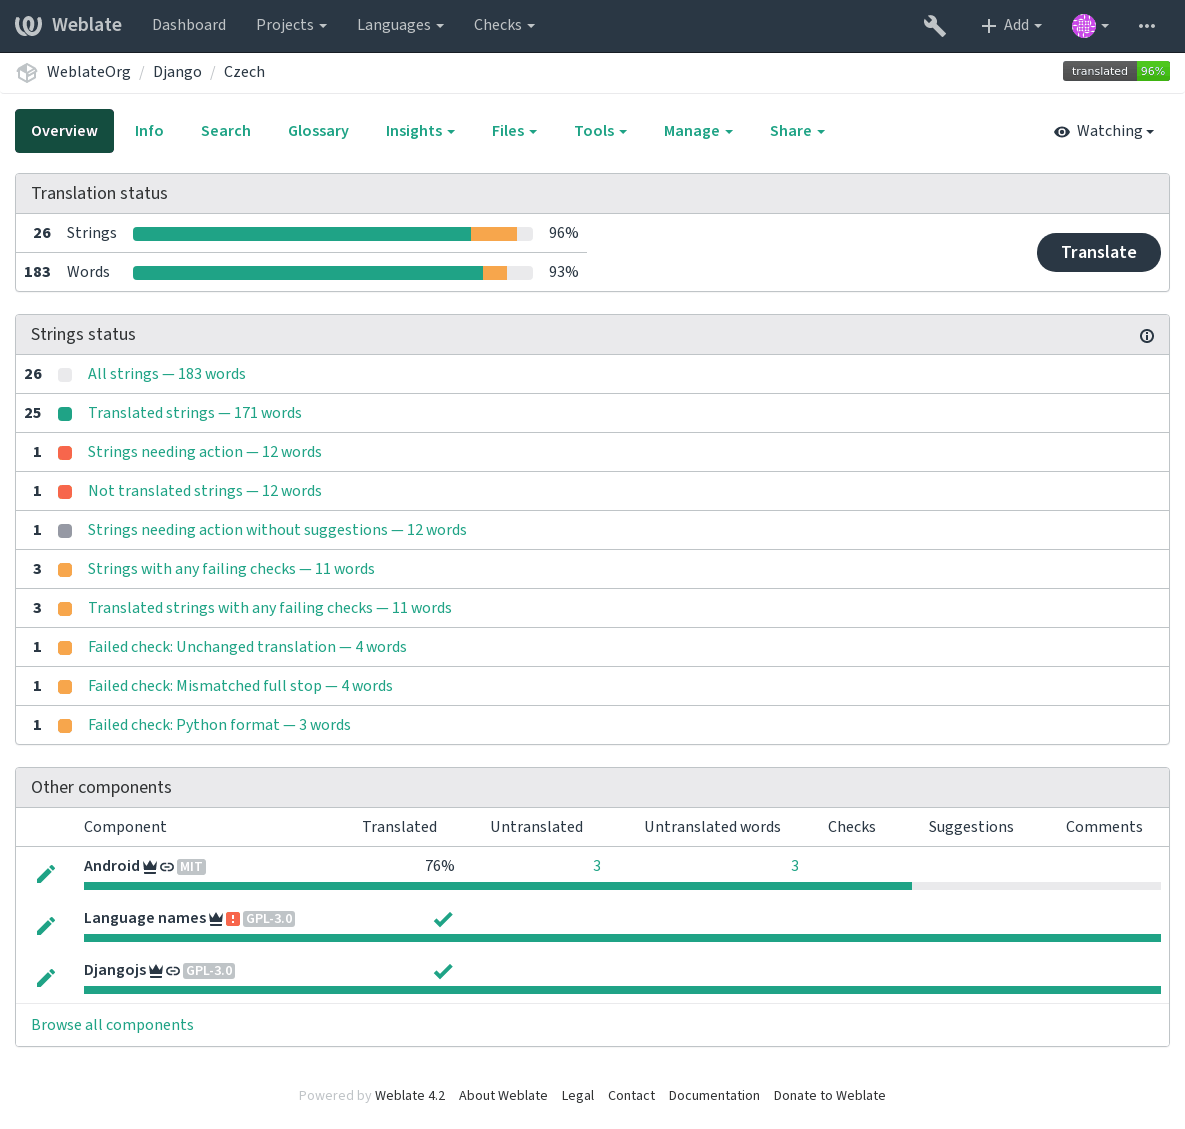 Weblate Dashboard Projects Languages Checks Add
WeblateOrg / Django / Czech translated 96%
Overview Info Search Glossary Insights Files Tools Manage Share Watching
Translation status
26 Strings 96%
183 Words 93%
Translate
Strings status
26 All strings — 183 words
25 Translated strings — 171 words
1 Strings needing action — 12 words
1 Not translated strings — 12 words
1 Strings needing action without suggestions — 12 words
3 Strings with any failing checks — 11 words
3 Translated strings with any failing checks — 11 words
1 Failed check: Unchanged translation — 4 words
1 Failed check: Mismatched full stop — 4 words
1 Failed check: Python format — 3 words
Other components
Component Translated Untranslated Untranslated words Checks Suggestions Comments
Android MIT 76% 3 3
Language names GPL-3.0
Djangojs GPL-3.0
Browse all components
Powered by Weblate 4.2 About Weblate Legal Contact Documentation Donate to Weblate